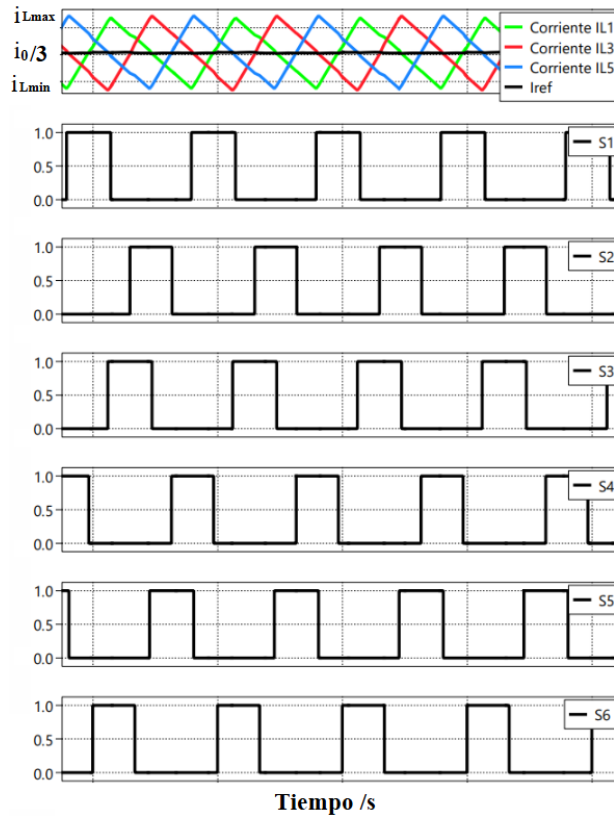 iLmax
i0/3
iLmin
Corriente IL1
Corriente IL3
Corriente IL5
Iref
1.0
0.5
0.0
S1
1.0
0.5
0.0
S2
1.0
0.5
0.0
S3
1.0
0.5
0.0
S4
1.0
0.5
0.0
S5
1.0
0.5
0.0
S6
Tiempo /s